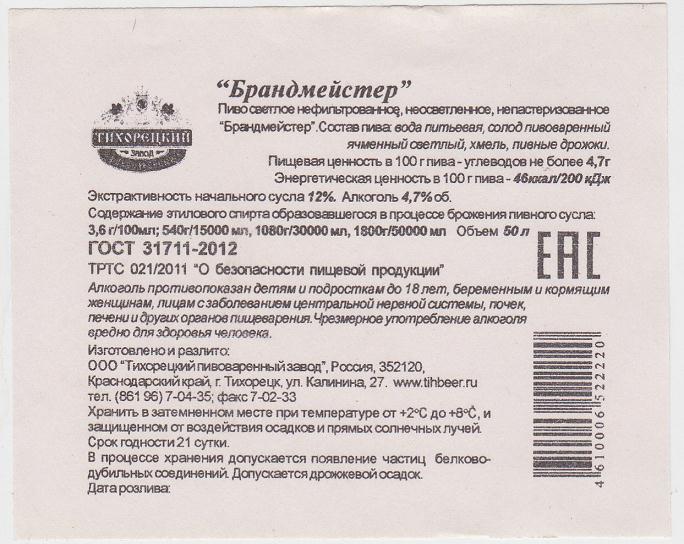 "Брандмейстер"
Пиво светлое нефильтрованное, неосветленное, непастеризованное
"Брандмейстер". Состав пива: вода питьевая, солод пивоваренный
ячменный светлый, хмель, пивные дрожжи.
Пищевая ценность в 100 г пива - углеводов не более 4,7г
Энергетическая ценность в 100 г пива - 46ккал/200 кДж
ТИХОРЕЦКИЙ
ЗАВОД
Экстрактивность начального сусла 12%. Алкоголь 4,7% об.
Содержание этилового спирта образовавшегося в процессе брожения пивного сусла:
3,6 г/100мл; 540г/15000 мл, 1080г/30000 мл, 1800г/50000 мл Объем 50 л
ГОСТ 31711-2012
ТРТС 021/2011 "О безопасности пищевой продукции"
ЕАС
Алкоголь противопоказан детям и подросткам до 18 лет, беременным и кормящим
женщинам, лицам с заболеванием центральной нервной системы, почек,
печени и других органов пищеварения. Чрезмерное употребление алкоголя
вредно для здоровья человека.
Изготовлено и разлито:
ООО "Тихорецкий пивоваренный завод", Россия, 352120,
Краснодарский край, г. Тихорецк, ул. Калинина, 27. www.tihbeer.ru
тел. (861 96) 7-04-35; факс 7-02-33
Хранить в затемненном месте при температуре от +2°С до +8°С, и
защищенном от воздействия осадков и прямых солнечных лучей.
Срок годности 21 сутки.
В процессе хранения допускается появление частиц белково-
дубильных соединений. Допускается дрожжевой осадок.
Дата розлива:
4610006522220